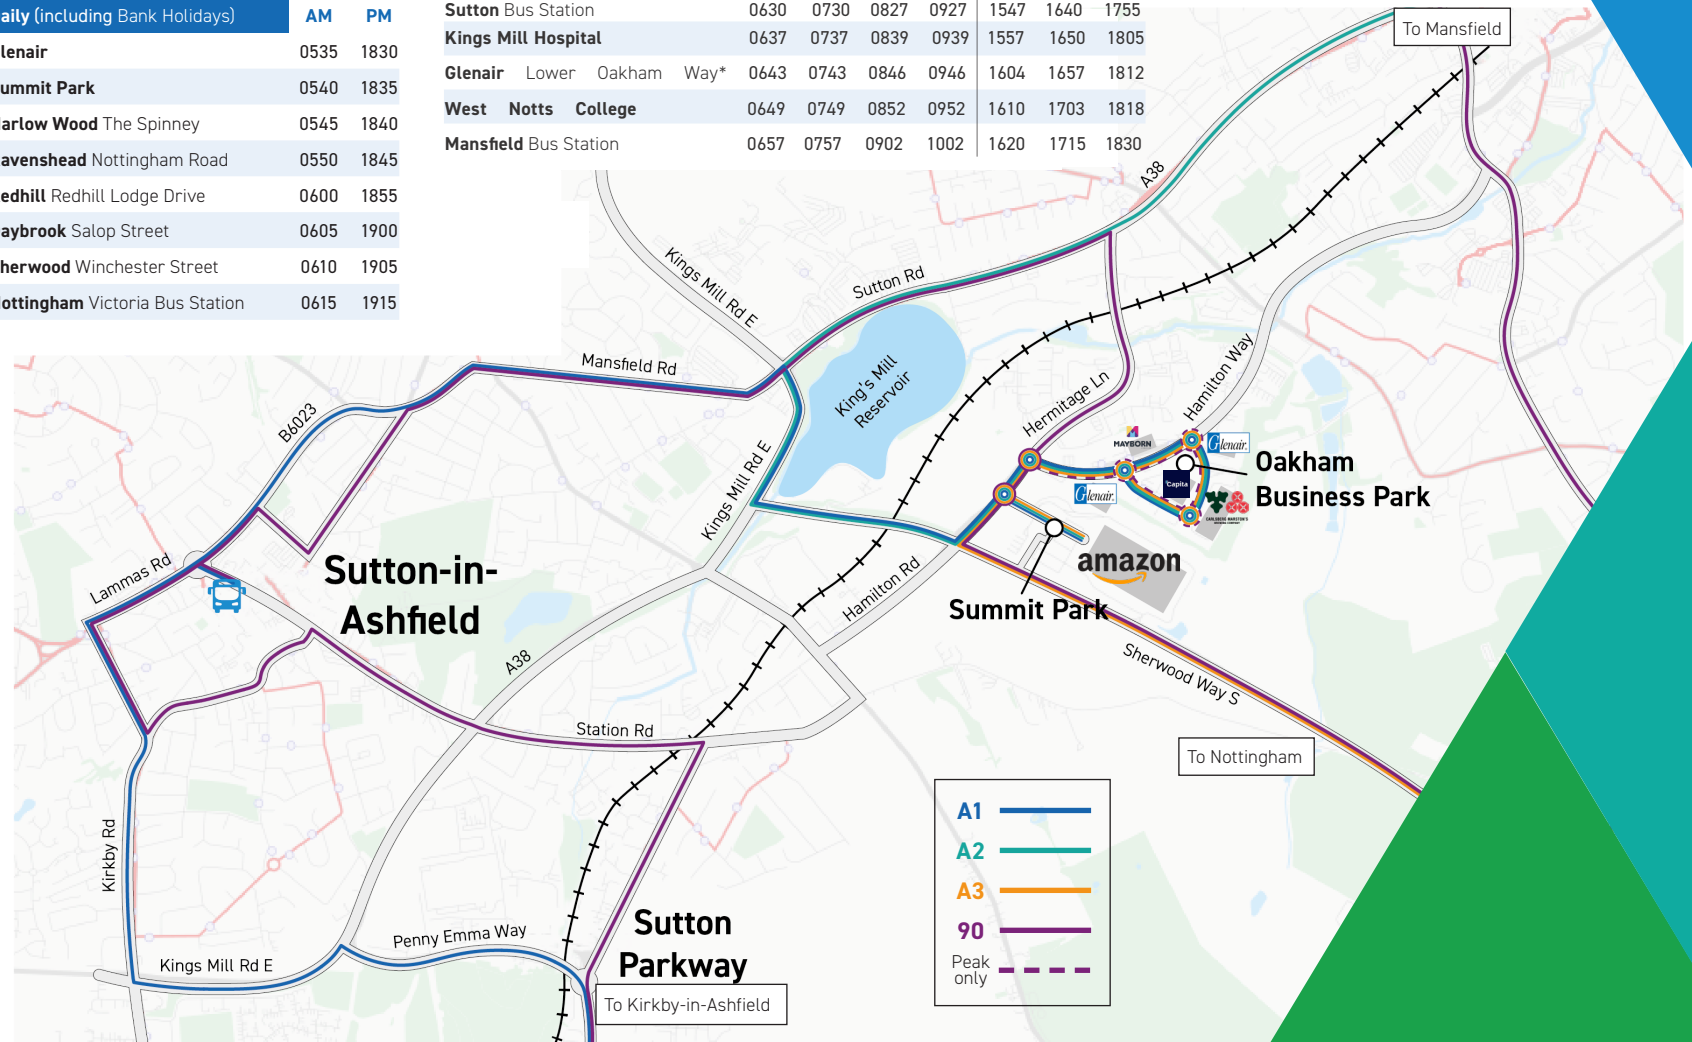 aily (including Bank Holidays) AM PM
lenair 0535 1830
ummit Park 0540 1835
arlow Wood The Spinney 0545 1840
avenshead Nottingham Road 0550 1845
edhill Redhill Lodge Drive 0600 1855
aybrook Salop Street 0605 1900
herwood Winchester Street 0610 1905
ottingham Victoria Bus Station 0615 1915
Sutton Bus Station 0630 0730 0827 0927 1547 1640 1755
Kings Mill Hospital 0637 0737 0839 0939 1557 1650 1805
Glenair Lower Oakham Way* 0643 0743 0846 0946 1604 1657 1812
West Notts College 0649 0749 0852 0952 1610 1703 1818
Mansfield Bus Station 0657 0757 0902 1002 1620 1715 1830
To Mansfield
A38
Kings Mill Rd E
Sutton Rd
Mansfield Rd
King's Mill
Reservoir
Hamilton Way
Hermitage Ln
B6023
MAYBORN
Glenair.
Oakham
Business Park
Capita
Glenair.
CARLSBERG MARSTON'S
BREWING COMPANY
Kings Mill Rd E
Lammas Rd
Sutton-in-
Ashfield
amazon
Hamilton Rd
Summit Park
A38
Sherwood Way S
Station Rd
To Nottingham
A1
A2
A3
90
Peak
only
Kirkby Rd
Sutton
Parkway
Penny Emma Way
Kings Mill Rd E
To Kirkby-in-Ashfield